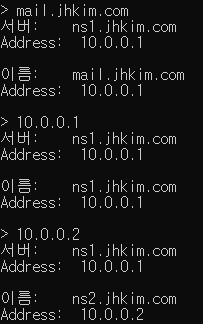 > mail.jhkim.com
서버:    ns1.jhkim.com
Address:  10.0.0.1
이름:    mail.jhkim.com
Address:  10.0.0.1
> 10.0.0.1
서버:    ns1.jhkim.com
Address:  10.0.0.1
이름:    ns1.jhkim.com
Address:  10.0.0.1
> 10.0.0.2
서버:    ns1.jhkim.com
Address:  10.0.0.1
이름:    ns2.jhkim.com
Address:  10.0.0.2